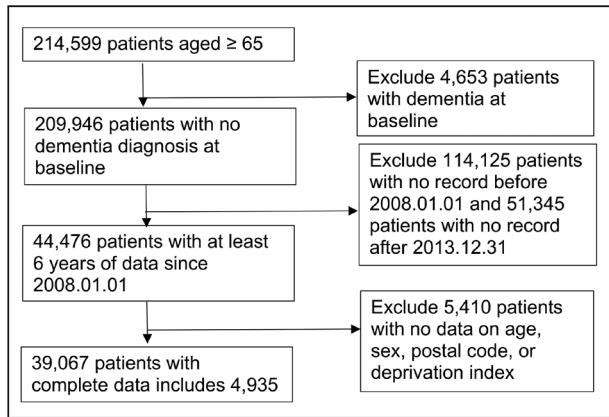 214,599 patients aged ≥ 65
Exclude 4,653 patients
with dementia at
baseline
209,946 patients with no
dementia diagnosis at
baseline
Exclude 114,125 patients
with no record before
2008.01.01 and 51,345
patients with no record
after 2013.12.31
44,476 patients with at least
6 years of data since
2008.01.01
Exclude 5,410 patients
with no data on age,
sex, postal code, or
deprivation index
39,067 patients with
complete data includes 4,935